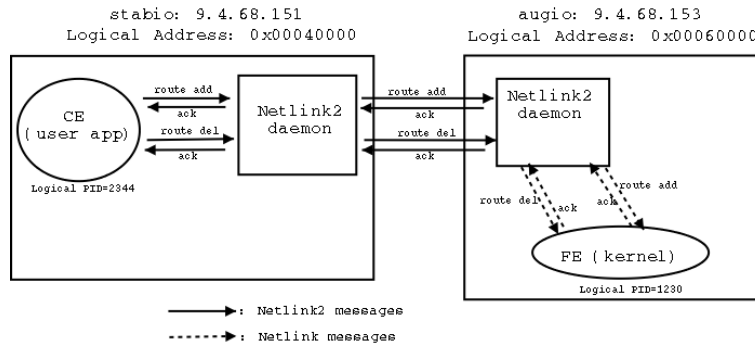 stabio: 9.4.68.151
Logical Address: 0x00040000
augio: 9.4.68.153
Logical Address: 0x00060000
CE
(user app)
Logical PID=2344
route add
ack
route del
ack
Netlink2
daemon
route add
ack
route del
ack
Netlink2
daemon
route del
ack
ack
route add
FE (kernel)
Logical PID=1230
: Netlink2 messages
: Netlink messages